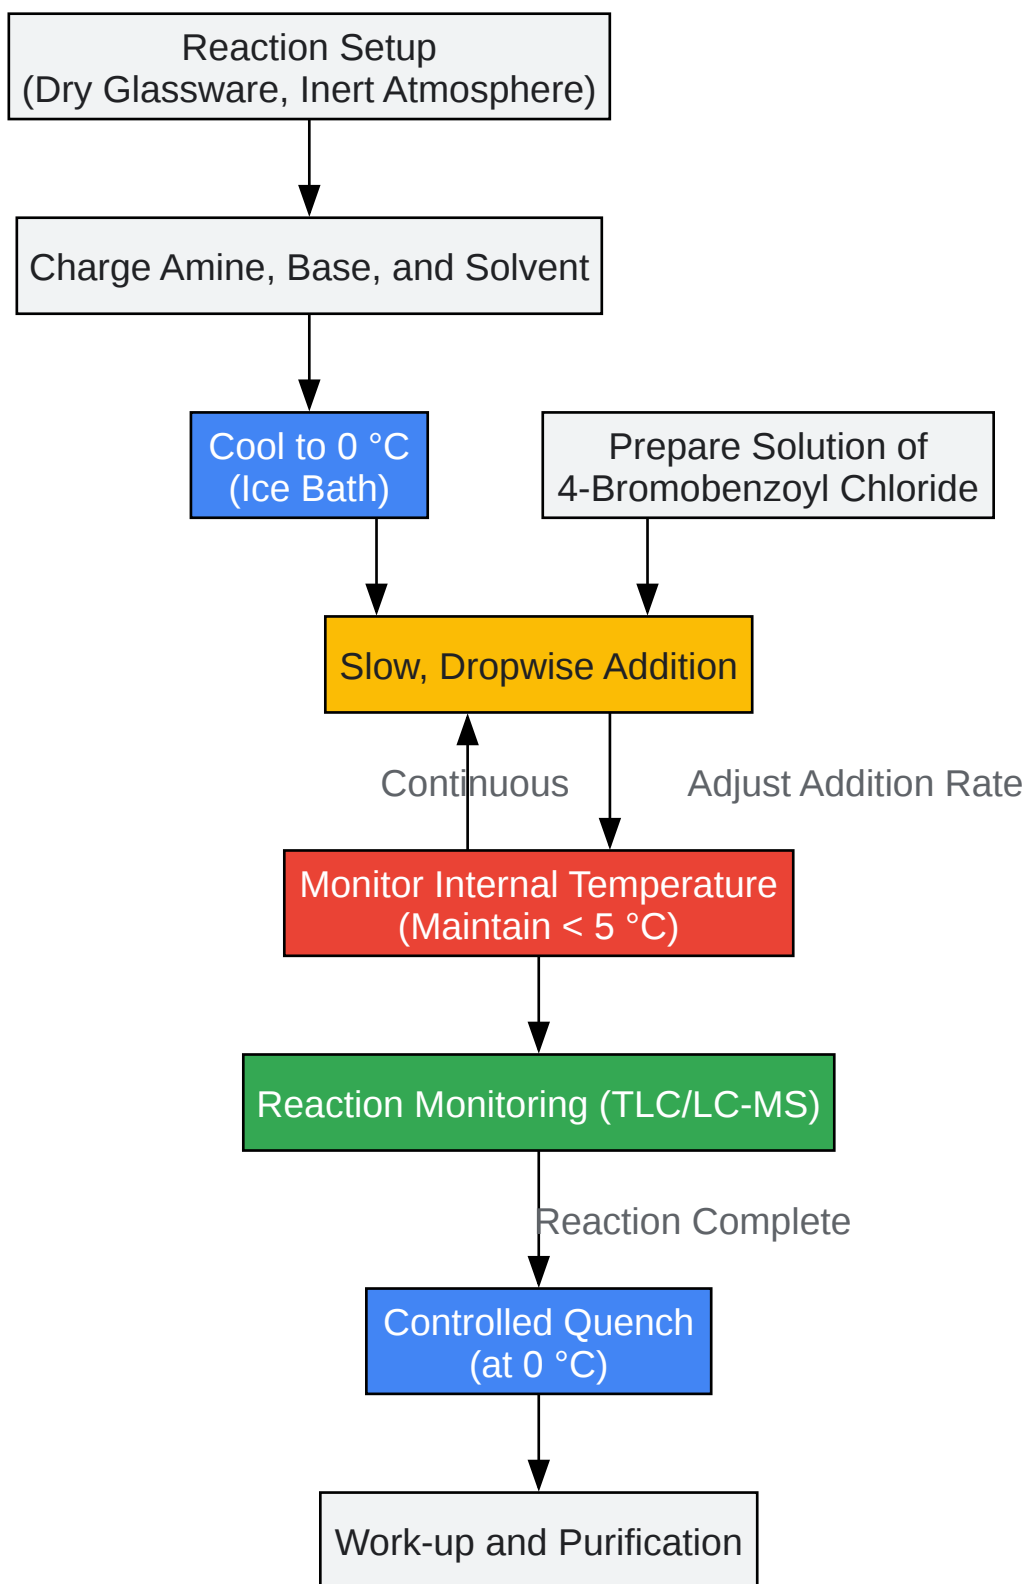 Reaction Setup
(Dry Glassware, Inert Atmosphere)
Charge Amine, Base, and Solvent
Cool to 0 °C
(Ice Bath)
Prepare Solution of
4-Bromobenzoyl Chloride
Slow, Dropwise Addition
Continuous
Adjust Addition Rate
Monitor Internal Temperature
(Maintain < 5 °C)
Reaction Monitoring (TLC/LC-MS)
Reaction Complete
Controlled Quench
(at 0 °C)
Work-up and Purification